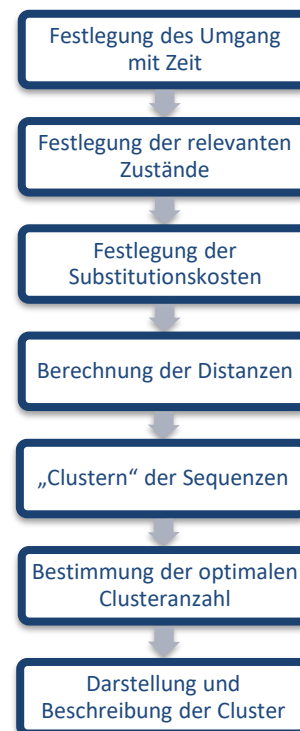 Festlegung des Umgang
mit Zeit
Festlegung der relevanten
Zustände
Festlegung der
Substitutionskosten
Berechnung der Distanzen
„Clustern“ der Sequenzen
Bestimmung der optimalen
Clusteranzahl
Darstellung und
Beschreibung der Cluster